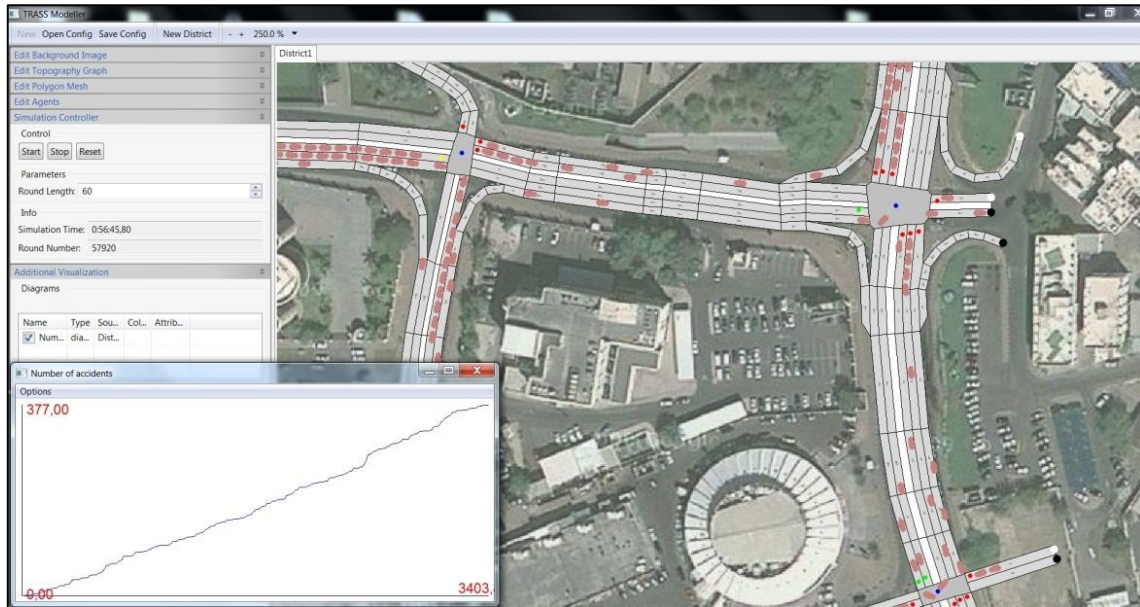 TRASS Modeller
New Open Config Save Config New District - + 250.0 %
Edit Background Image
Edit Topography Graph
Edit Polygon Mesh
Edit Agents
Simulation Controller
Control
Start Stop Reset
Parameters
Round Length: 60
Info
Simulation Time: 0:56:45,80
Round Number: 57920
Additional Visualization
Diagrams
Name Type Sou... Col... Attrib...
Num... dia... Dist...
District1
Number of accidents
Options
377,00
0,00
3403,